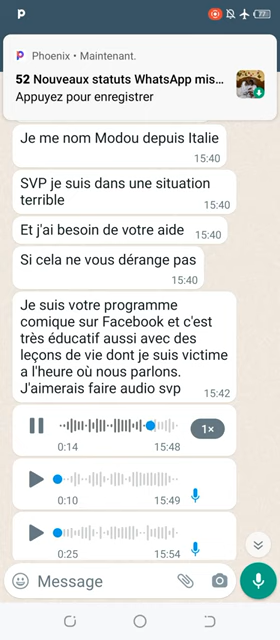 77
Phoenix • Maintenant.
52 Nouveaux statuts WhatsApp mis...
Appuyez pour enregistrer
Je me nom Modou depuis Italie
15:40
SVP je suis dans une situation
terrible
15:40
Et j'ai besoin de votre aide 15:40
Si cela ne vous dérange pas
15:40
Je suis votre programme
comique sur Facebook et c'est
très éducatif aussi avec des
leçons de vie dont je suis victime
a l'heure où nous parlons.
J'aimerais faire audio svp 15:42
1×
0:14 15:48
0:10 15:49
0:25 15:54
Message